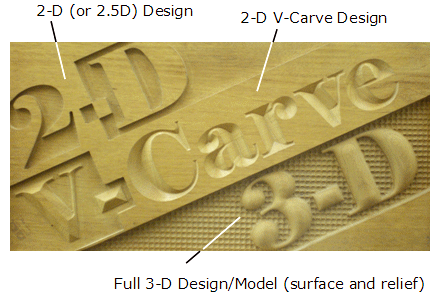 2-D (or 2.5D) Design
2-D V-Carve Design
2-D
V-Carve
3-D
Full 3-D Design/Model (surface and relief)